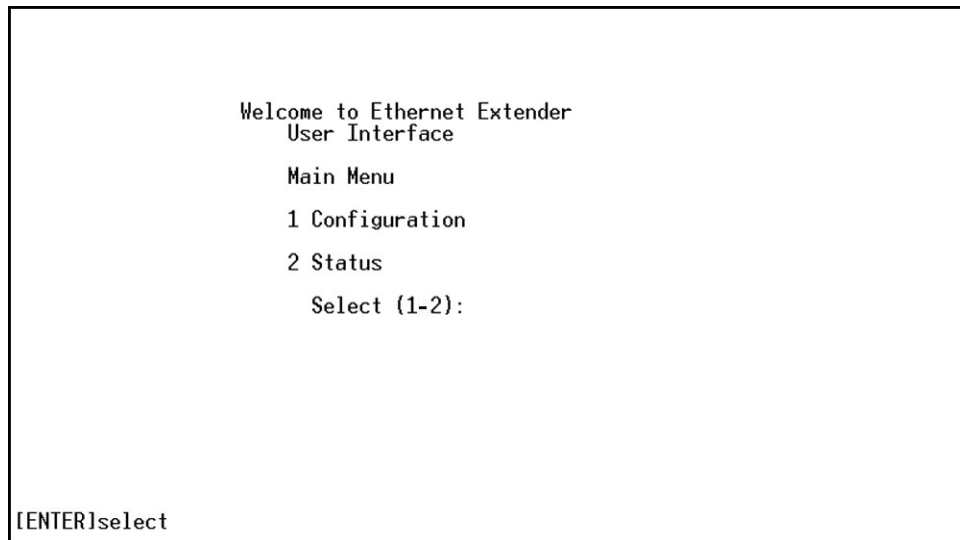 Welcome to Ethernet Extender
User Interface
Main Menu
1 Configuration
2 Status
Select (1-2):
[ENTER]select